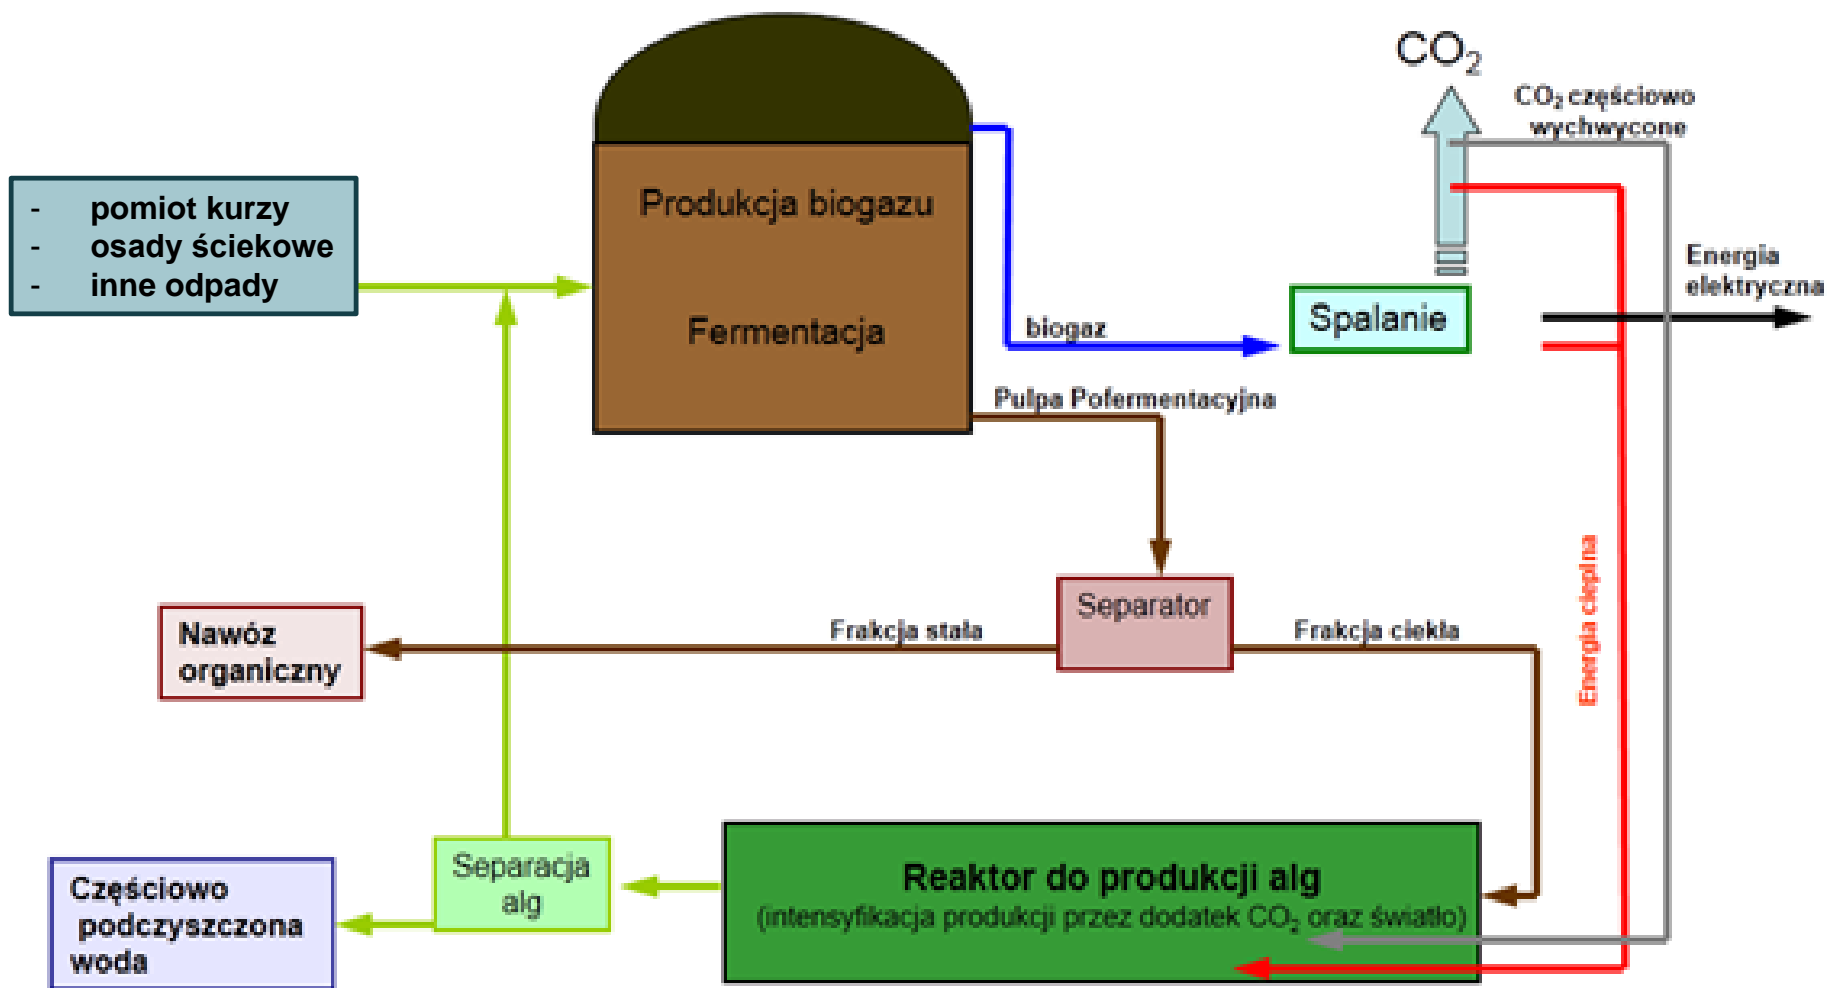 CO₂
CO₂ częściowo
wychwycone
- pomiot kurzy
- osady ściekowe
- inne odpady
Produkcja biogazu
Fermentacja
biogaz
Spalanie
Energia
elektryczna
Pulpa Pofermentacyjna
Separator
Frakcja stała
Frakcja ciekła
Energia cieplna
Nawóz
organiczny
Separacja
alg
Reaktor do produkcji alg
(intensyfikacja produkcji przez dodatek CO₂ oraz światło)
Częściowo
podczyszczona
woda